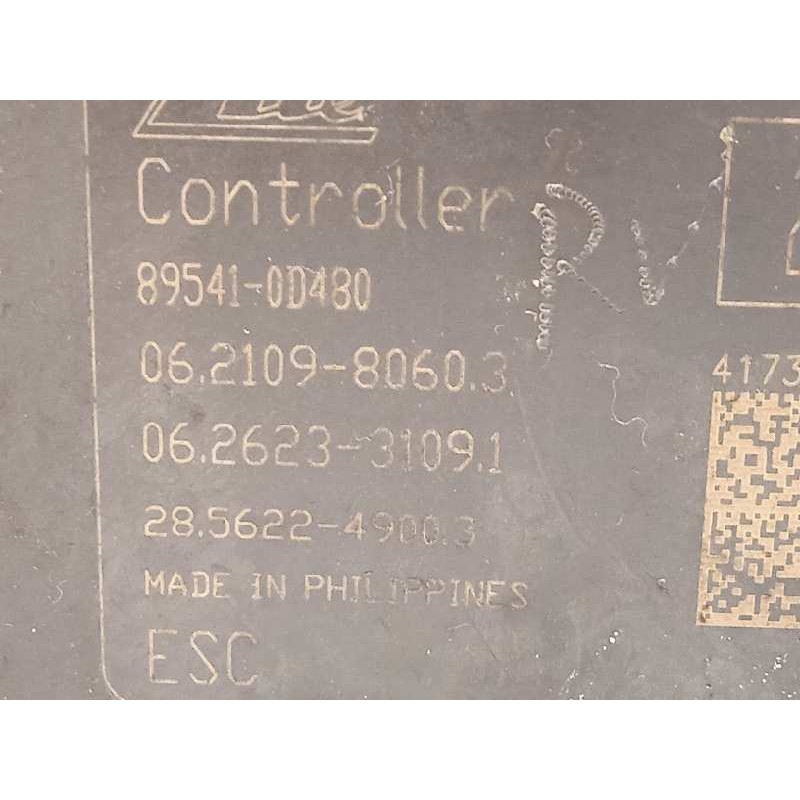 Controller
89541-0D480
06.2109-8060.3
06.2623-3109.1
28.5622-4900.3
MADE IN PHILIPPINES
ESC
RV
4173